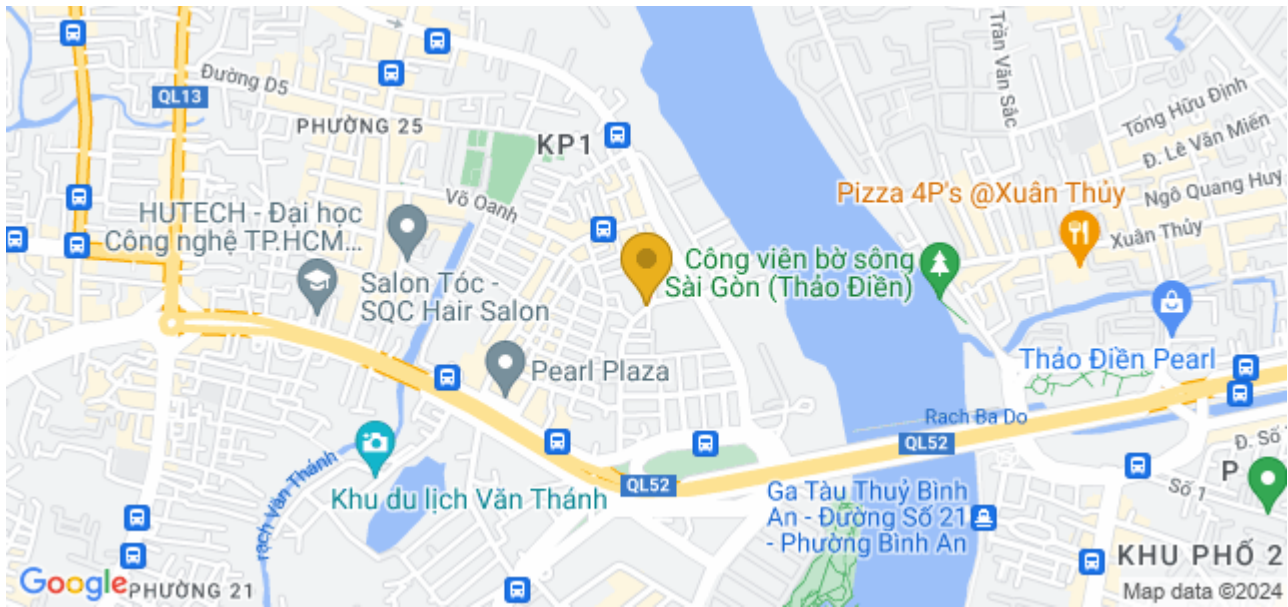 Trần Văn Sắc
Đường D5
QL13
PHƯỜNG 25
KP1
Tống Hữu Định
Đ. Lê Văn Miến
Ngô Quang Huy
Võ Oanh
Pizza 4P's @Xuân Thủy
Xuân Thủy
HUTECH - Đại học
Công nghệ TP.HCM...
Công viên bờ sông
Sài Gòn (Thảo Điền)
Salon Tóc -
SQC Hair Salon
Pearl Plaza
Thảo Điền Pearl
Rach Ba Do
QL52
Đ. Số
rạch Văn Thánh
Khu du lịch Văn Thánh
QL52
P
Số 1
Ga Tàu Thuỷ Bình
An - Đường Số 21
- Phường Bình An
KHU PHỐ 2
Google
PHƯỜNG 21
Map data ©2024